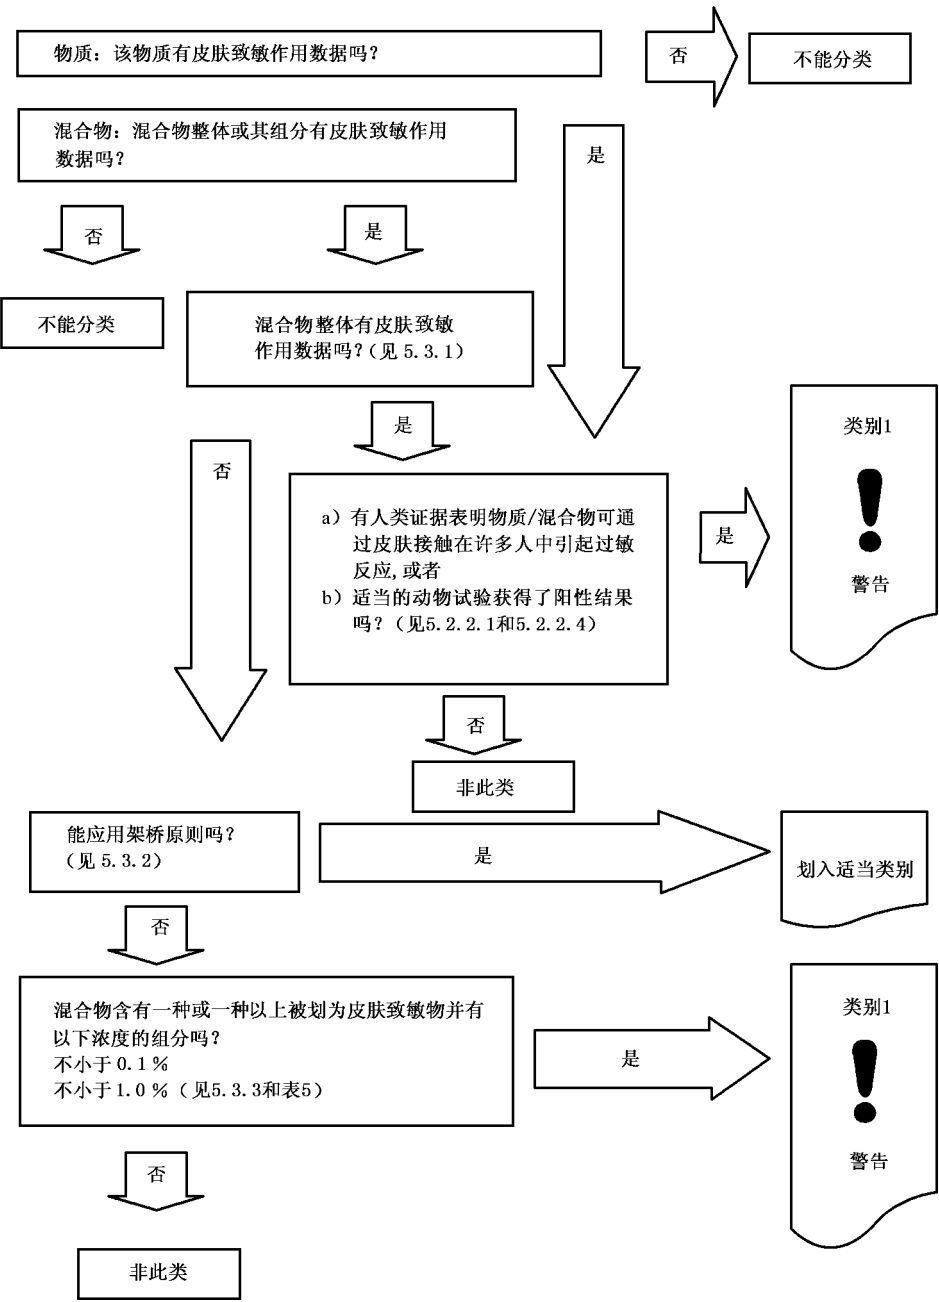 物质：该物质有皮肤致敏作用数据吗？
否
不能分类
混合物：混合物整体或其组分有皮肤致敏作用
数据吗？
是
否
是
不能分类
混合物整体有皮肤致敏
作用数据吗？（见 5.3.1）
是
否
类别1
a）有人类证据表明物质/混合物可通
过皮肤接触在许多人中引起过敏
反应，或者
b）适当的动物试验获得了阳性结果
吗？（见5.2.2.1和5.2.2.4）
是
警告
否
非此类
能应用架桥原则吗？
（见 5.3.2）
是
划入适当类别
否
混合物含有一种或一种以上被划为皮肤致敏物并有
以下浓度的组分吗？
不小于 0.1 %
不小于 1.0 %（见5.3.3和表5）
是
类别1
警告
否
非此类